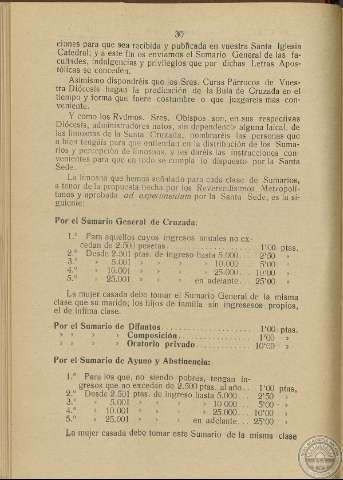 30
ciones para que sea recibida y publicada en vuestra Santa Iglesia
Catedral; y a este fin os enviamos el Sumario General de las fa-
cultades, indulgencias y privilegios que por dichas Letras Apos-
tólicas se conceden.
Asimismo dispondréis que los Sres. Curas Párrocos de Vues-
tra Diócesis hagan la predicación de la Bula de Cruzada en el
tiempo y forma que fuere costumbre o que juzgareis más con-
veniente.
Y como los Rvdmos. Sres. Obispos son, en sus respectivas
Diócesis, administradores natos, sin dependencia alguna laical, de
las limosnas de la Santa Cruzada, nombraréis las personas que
a bien tengáis para que entiendan en la distribución de los Suma-
rios y percepción de limosnas, y les daréis las instrucciones con-
venientes para que en todo se cumpla lo dispuesto por la Santa
Sede.
La limosna que hemos señalado para cada clase de Sumarios,
a tenor de la propuesta hecha por los Reverendísimos Metropoli-
tanos y aprobada ad experimentum por la Santa Sede, es la si-
guiente:
Por el Sumario General de Cruzada:
1.º Para aquellos cuyos ingresos anuales no ex-
cedan de 2.500 pesetas . . . 1'00 ptas.
2.º Desde 2.501 ptas. de ingreso hasta 5.000 . . . 2'50 »
3.º » 5.001 » » » » 10.000 . . . 5'00 »
4.º » 10.001 » » » » 25.000 . . . 10'00 »
5.º » 25.001 » » » en adelante . . . 25'00 »
La mujer casada debe tomar el Sumario General de la misma
clase que su marido; los hijos de familia sin ingresos propios,
el de ínfima clase.
Por el Sumario de Difuntos . . . 1'00 ptas.
» » » Composición . . . 1'00 »
» » » Oratorio privado . . . 10'00 »
Por el Sumario de Ayuno y Abstinencia:
1.º Para los que, no siendo pobres, tengan in-
gresos que no excedan de 2.500 ptas. al año . . 1'00 ptas.
2.º Desde 2.501 ptas. de ingreso hasta 5.000 . . . 2'50 »
3.º » 5.001 » » » » 10.000 . . . 5'00 »
4.º » 10.001 » » » » 25.000 . . . 10'00 »
5.º » 25.001 » » » en adelante . . . 25'00 »
La mujer casada debe tomar este Sumario de la misma clase